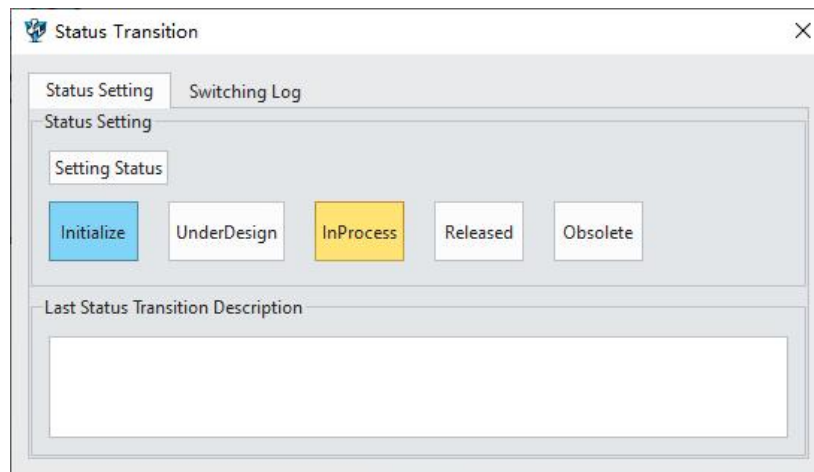 Status Transition
Status Setting Switching Log
Status Setting
Setting Status
Initialize UnderDesign InProcess Released Obsolete
Last Status Transition Description